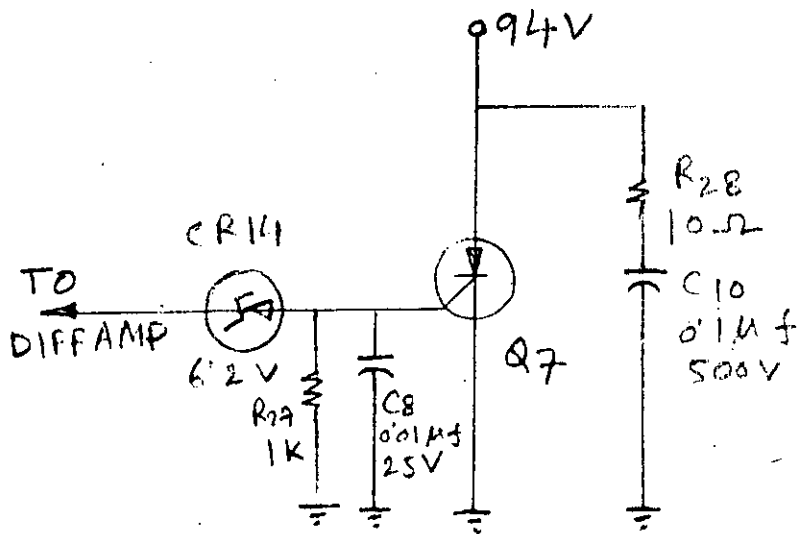 94V
R28
10Ω
C10
0.1μf
500V
CR14
TO
DIFFAMP
6.2V
Q7
R27
1K
C8
0.01μf
25V